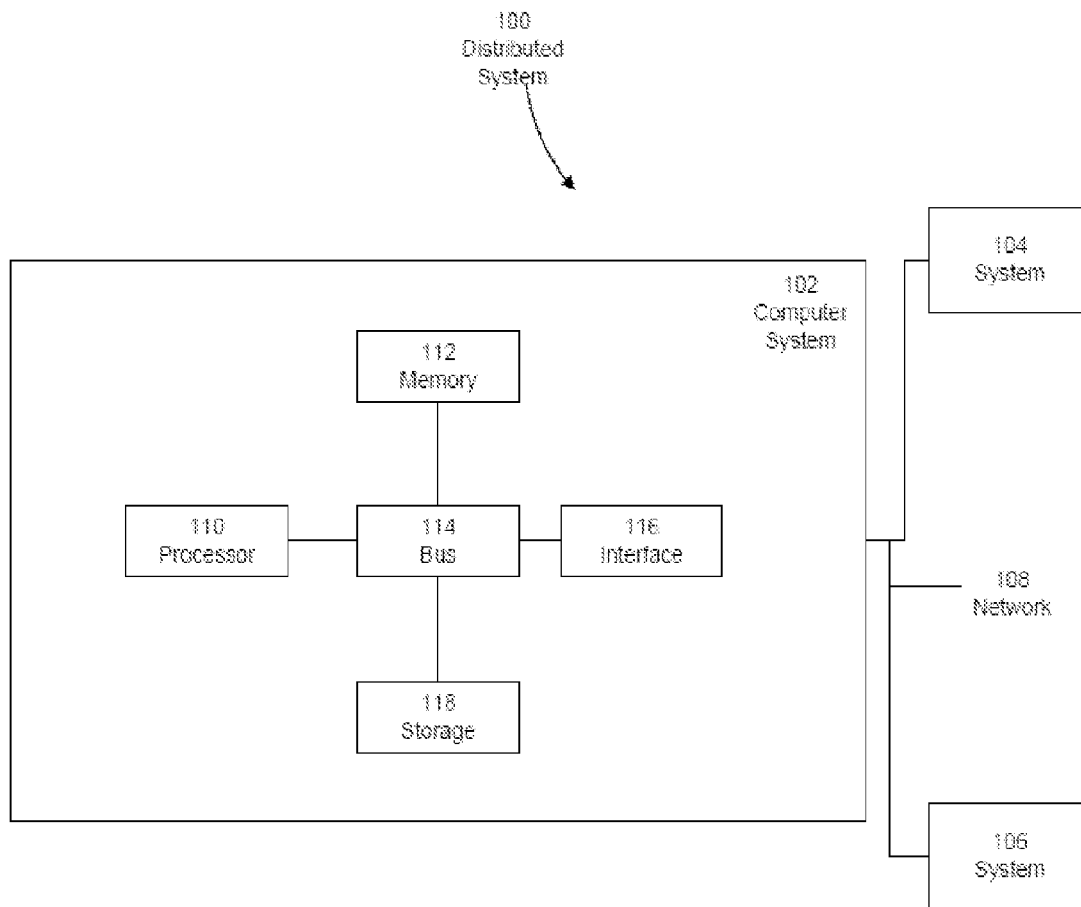 100
Distributed
System
104
System
102
Computer
System
112
Memory
110
Processor
114
Bus
116
Interface
108
Network
118
Storage
106
System